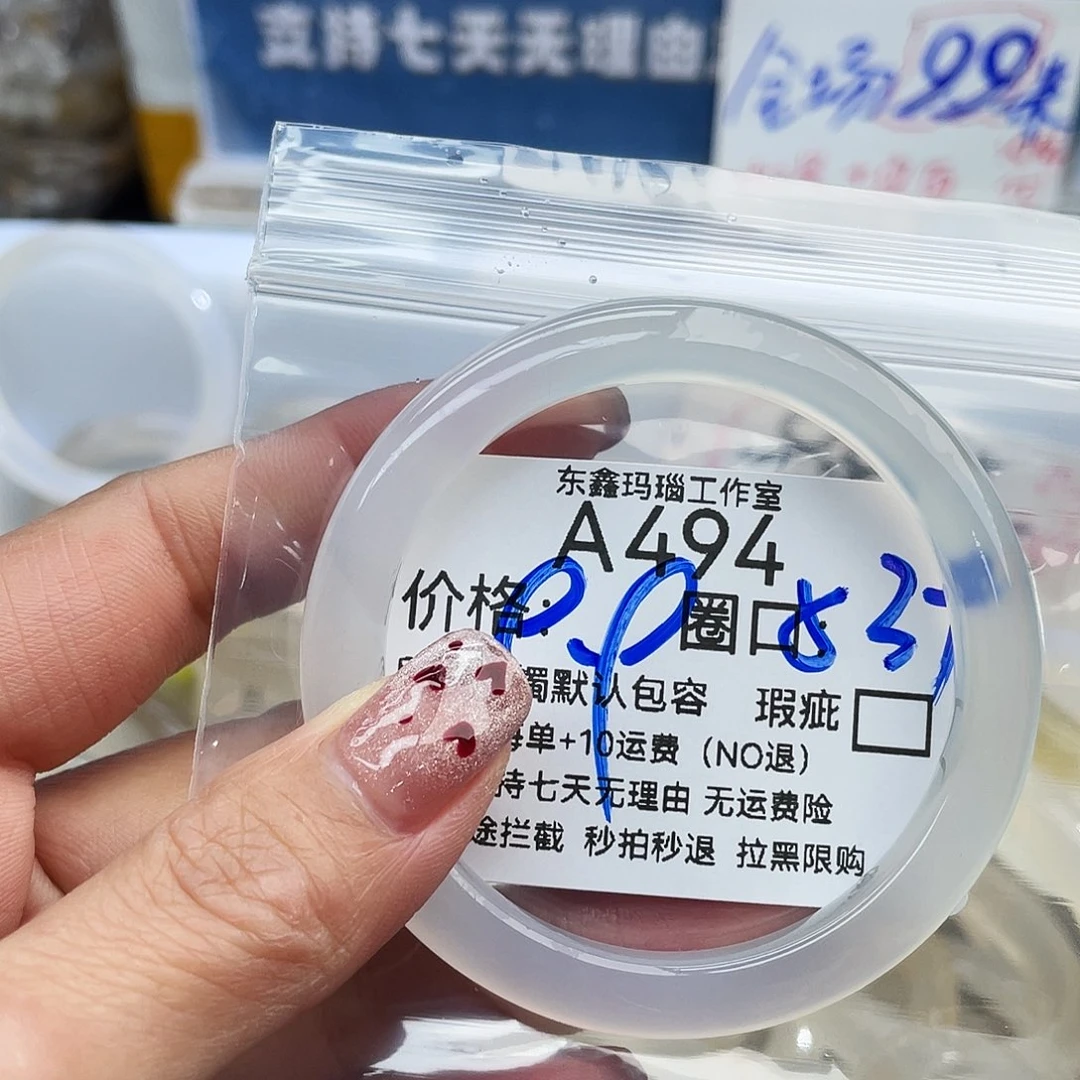 支持七天无理由
全场99
东鑫玛瑙工作室
A494
价格: 99 圈口: 537
默认包容 瑕疵
单+10运费（NO退）
持七天无理由 无运费险
途拦截 秒拍秒退 拉黑限购